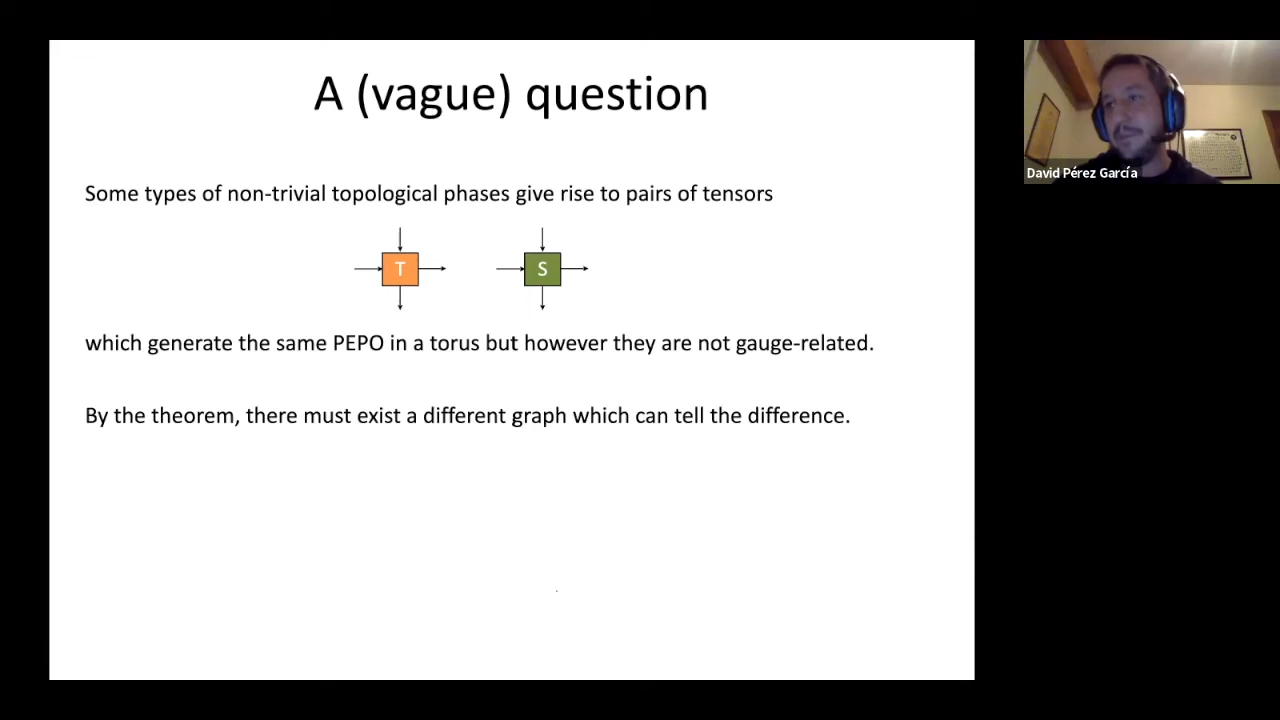 A (vague) question
Some types of non-trivial topological phases give rise to pairs of tensors
T
S
which generate the same PEPO in a torus but however they are not gauge-related.
By the theorem, there must exist a different graph which can tell the difference.
David Pérez García